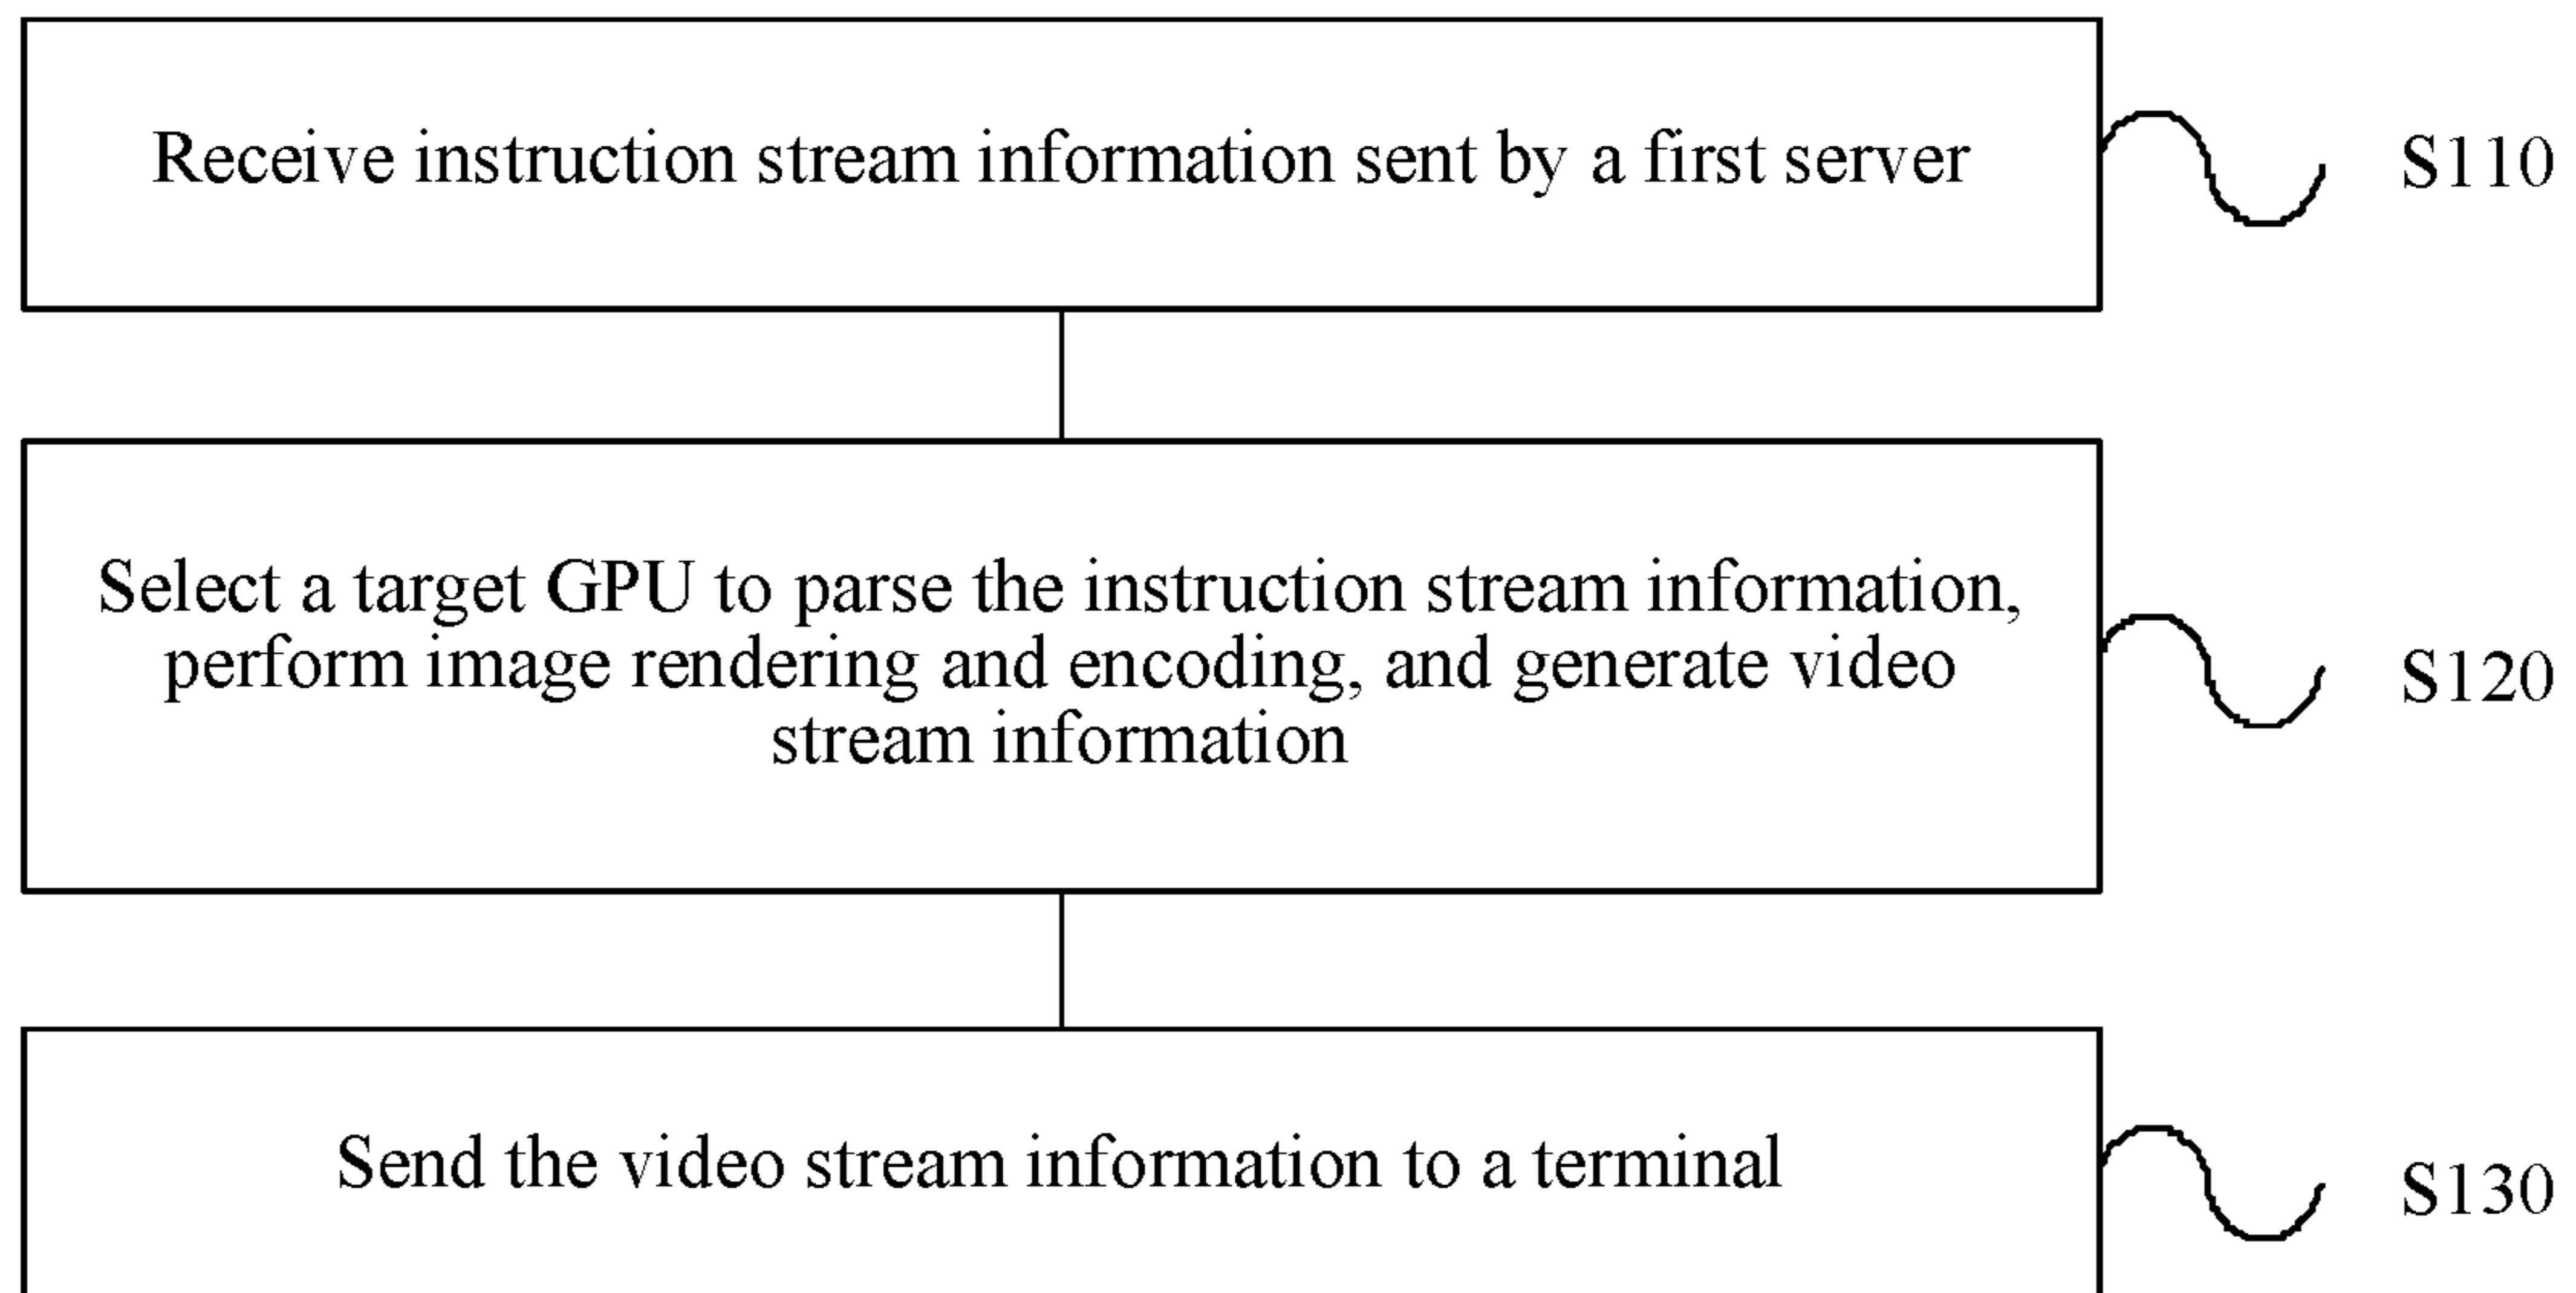 Receive instruction stream information sent by a first server
S110
Select a target GPU to parse the instruction stream information,
perform image rendering and encoding, and generate video
stream information
S120
Send the video stream information to a terminal
S130